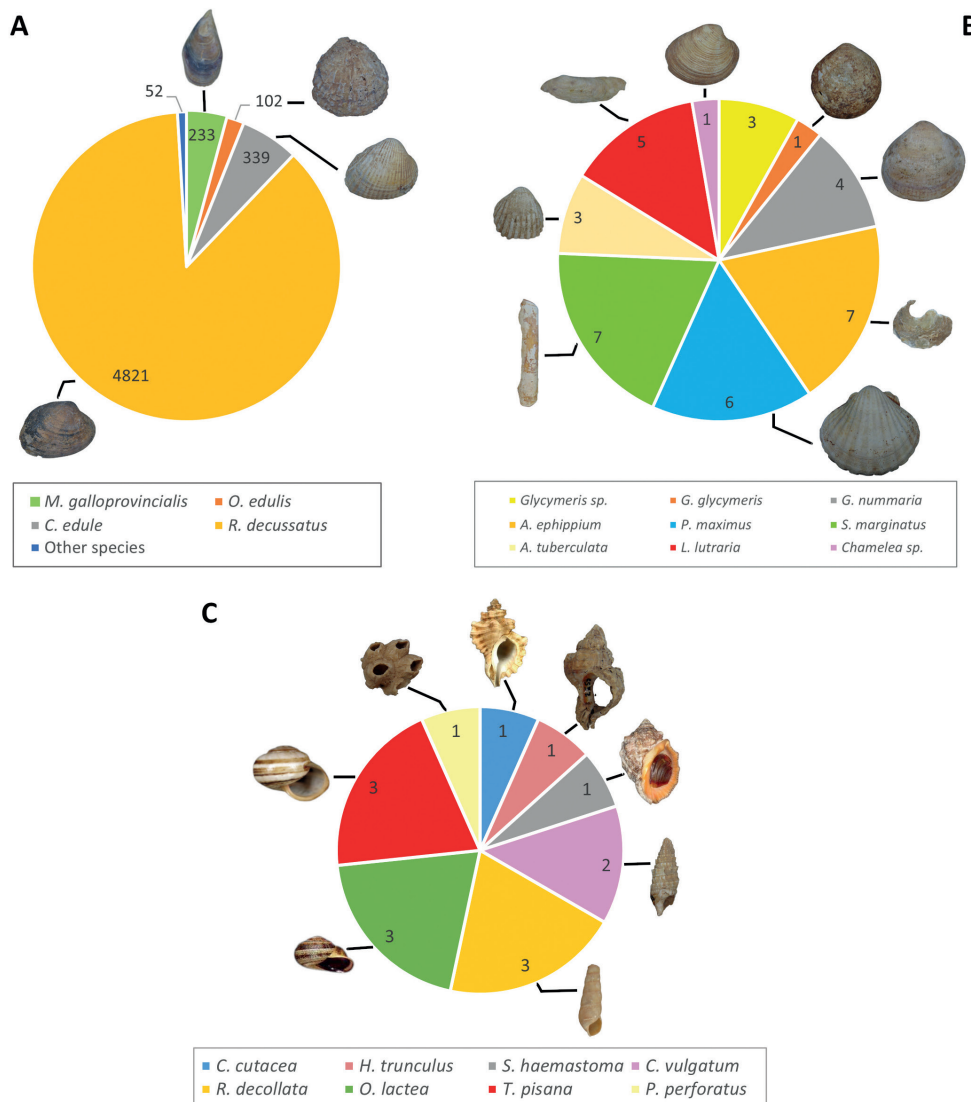 A
B
52
233
102
339
4821
M. galloprovincialis
O. edulis
C. edule
R. decussatus
Other species
1
3
1
5
4
3
7
7
6
Glycymeris sp.
G. glycymeris
G. nummaria
A. ephippium
P. maximus
S. marginatus
A. tuberculata
L. lutraria
Chamelea sp.
C
1
1
1
1
3
2
3
3
C. cutacea
H. trunculus
S. haemastoma
C. vulgatum
R. decollata
O. lactea
T. pisana
P. perforatus